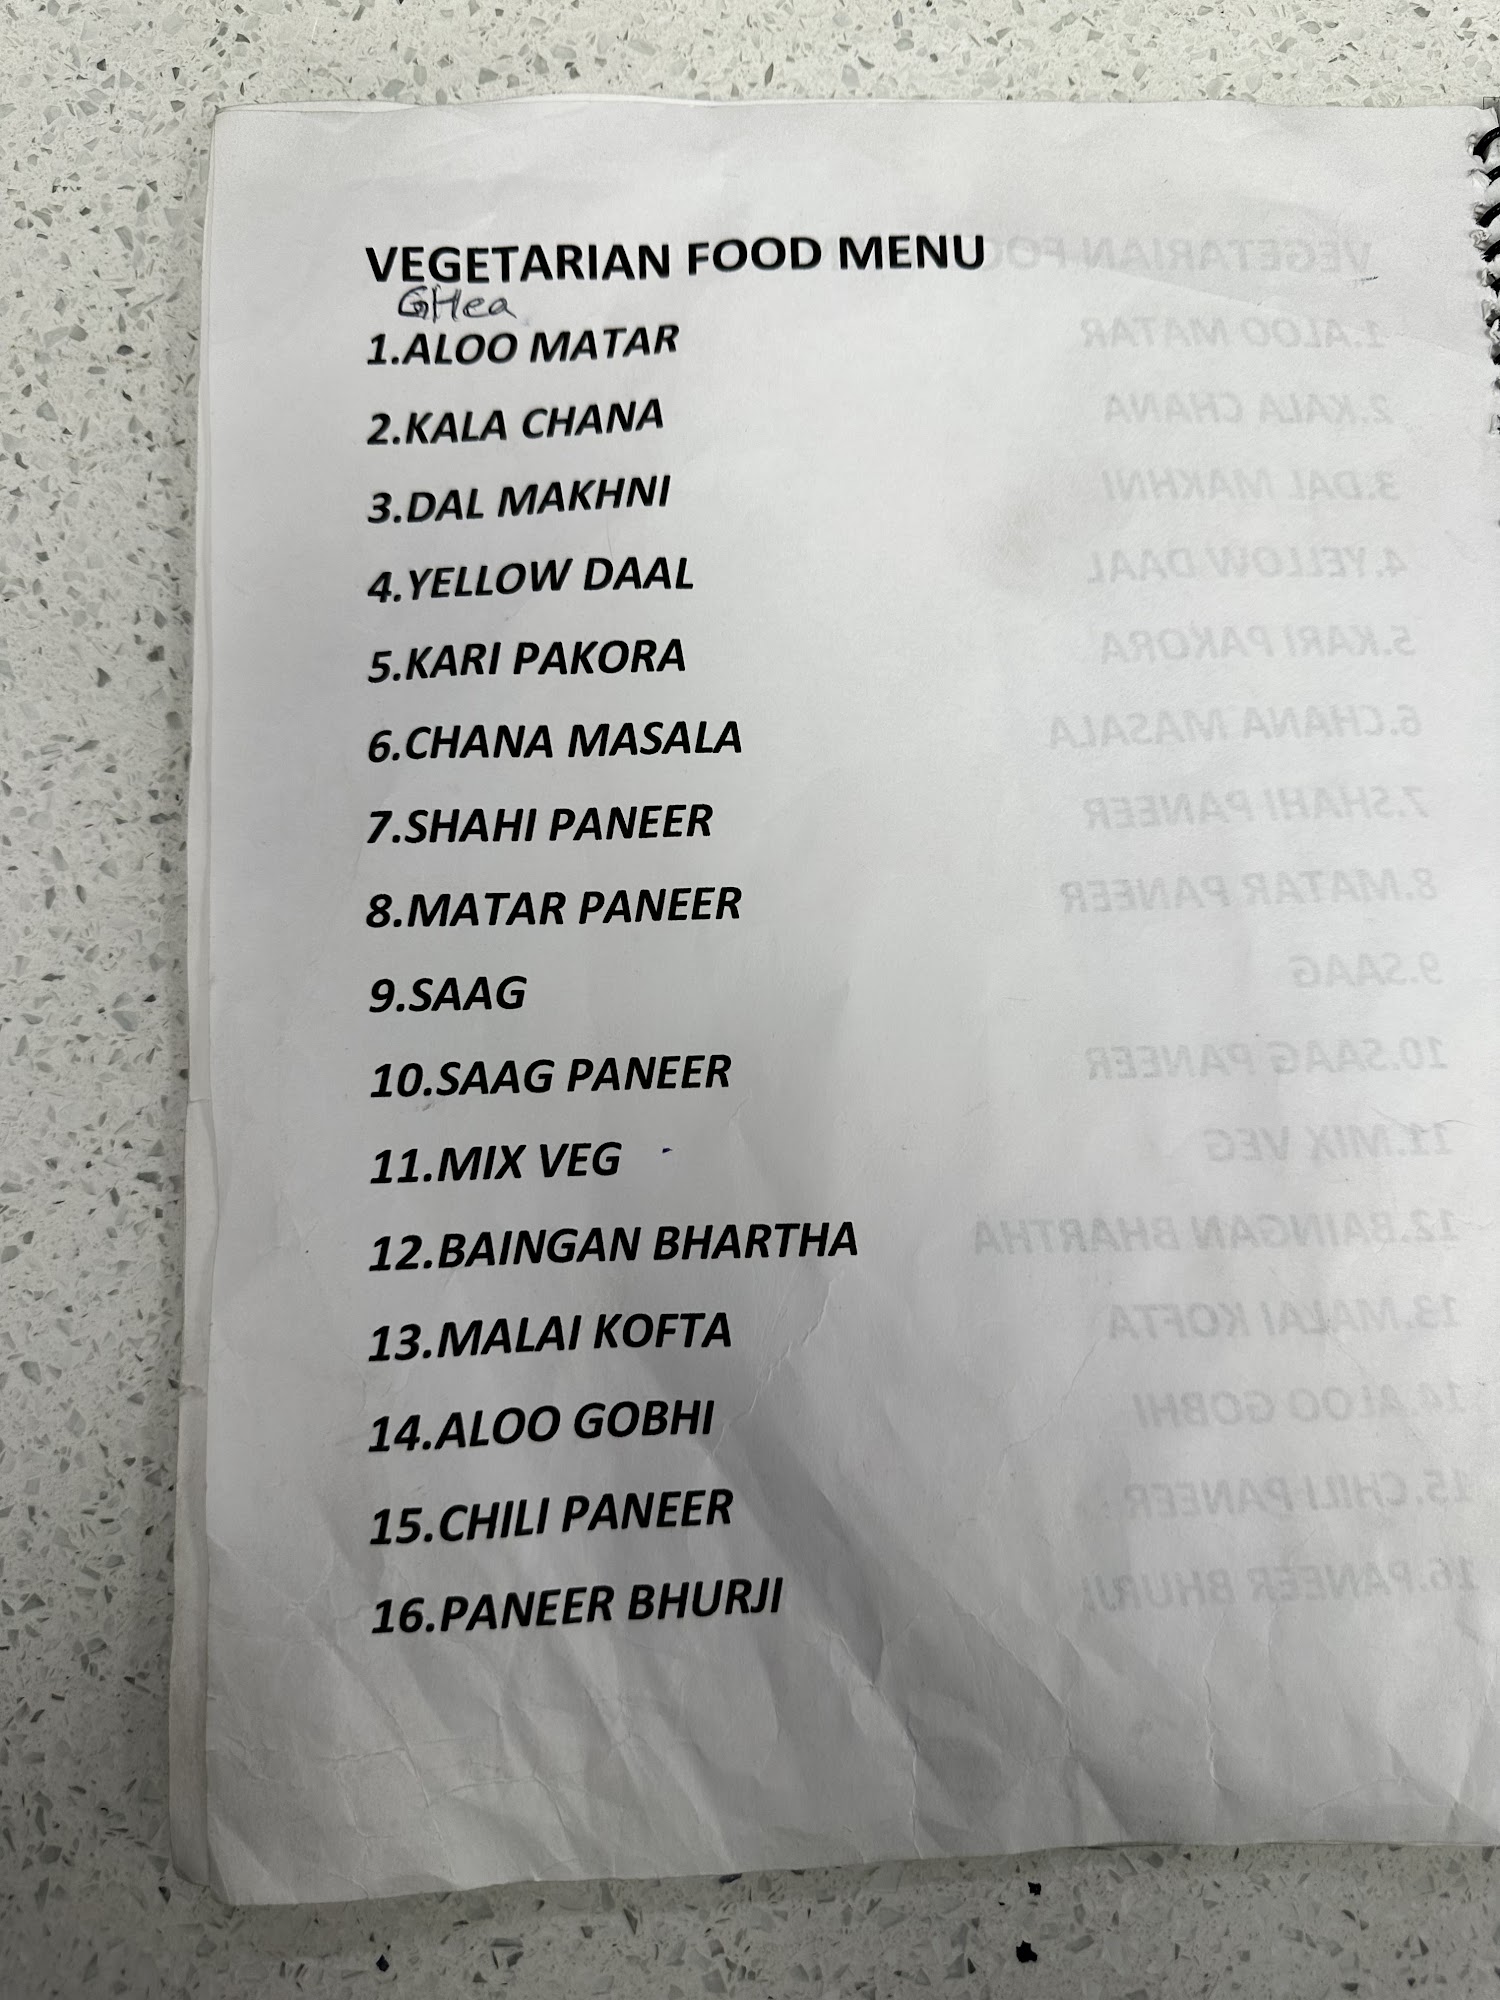 VEGETARIAN FOOD MENU
GHea
1.ALOO MATAR
2.KALA CHANA
3.DAL MAKHNI
4.YELLOW DAAL
5.KARI PAKORA
6.CHANA MASALA
7.SHAHI PANEER
8.MATAR PANEER
9.SAAG
10.SAAG PANEER
11.MIX VEG
12.BAINGAN BHARTHA
13.MALAI KOFTA
14.ALOO GOBHI
15.CHILI PANEER
16.PANEER BHURJI